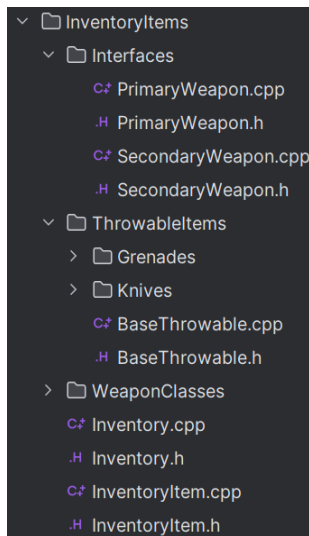 InventoryItems
Interfaces
C++ PrimaryWeapon.cpp
.H PrimaryWeapon.h
C++ SecondaryWeapon.cpp
.H SecondaryWeapon.h
ThrowableItems
Grenades
Knives
C++ BaseThrowable.cpp
.H BaseThrowable.h
WeaponClasses
C++ Inventory.cpp
.H Inventory.h
C++ InventoryItem.cpp
.H InventoryItem.h